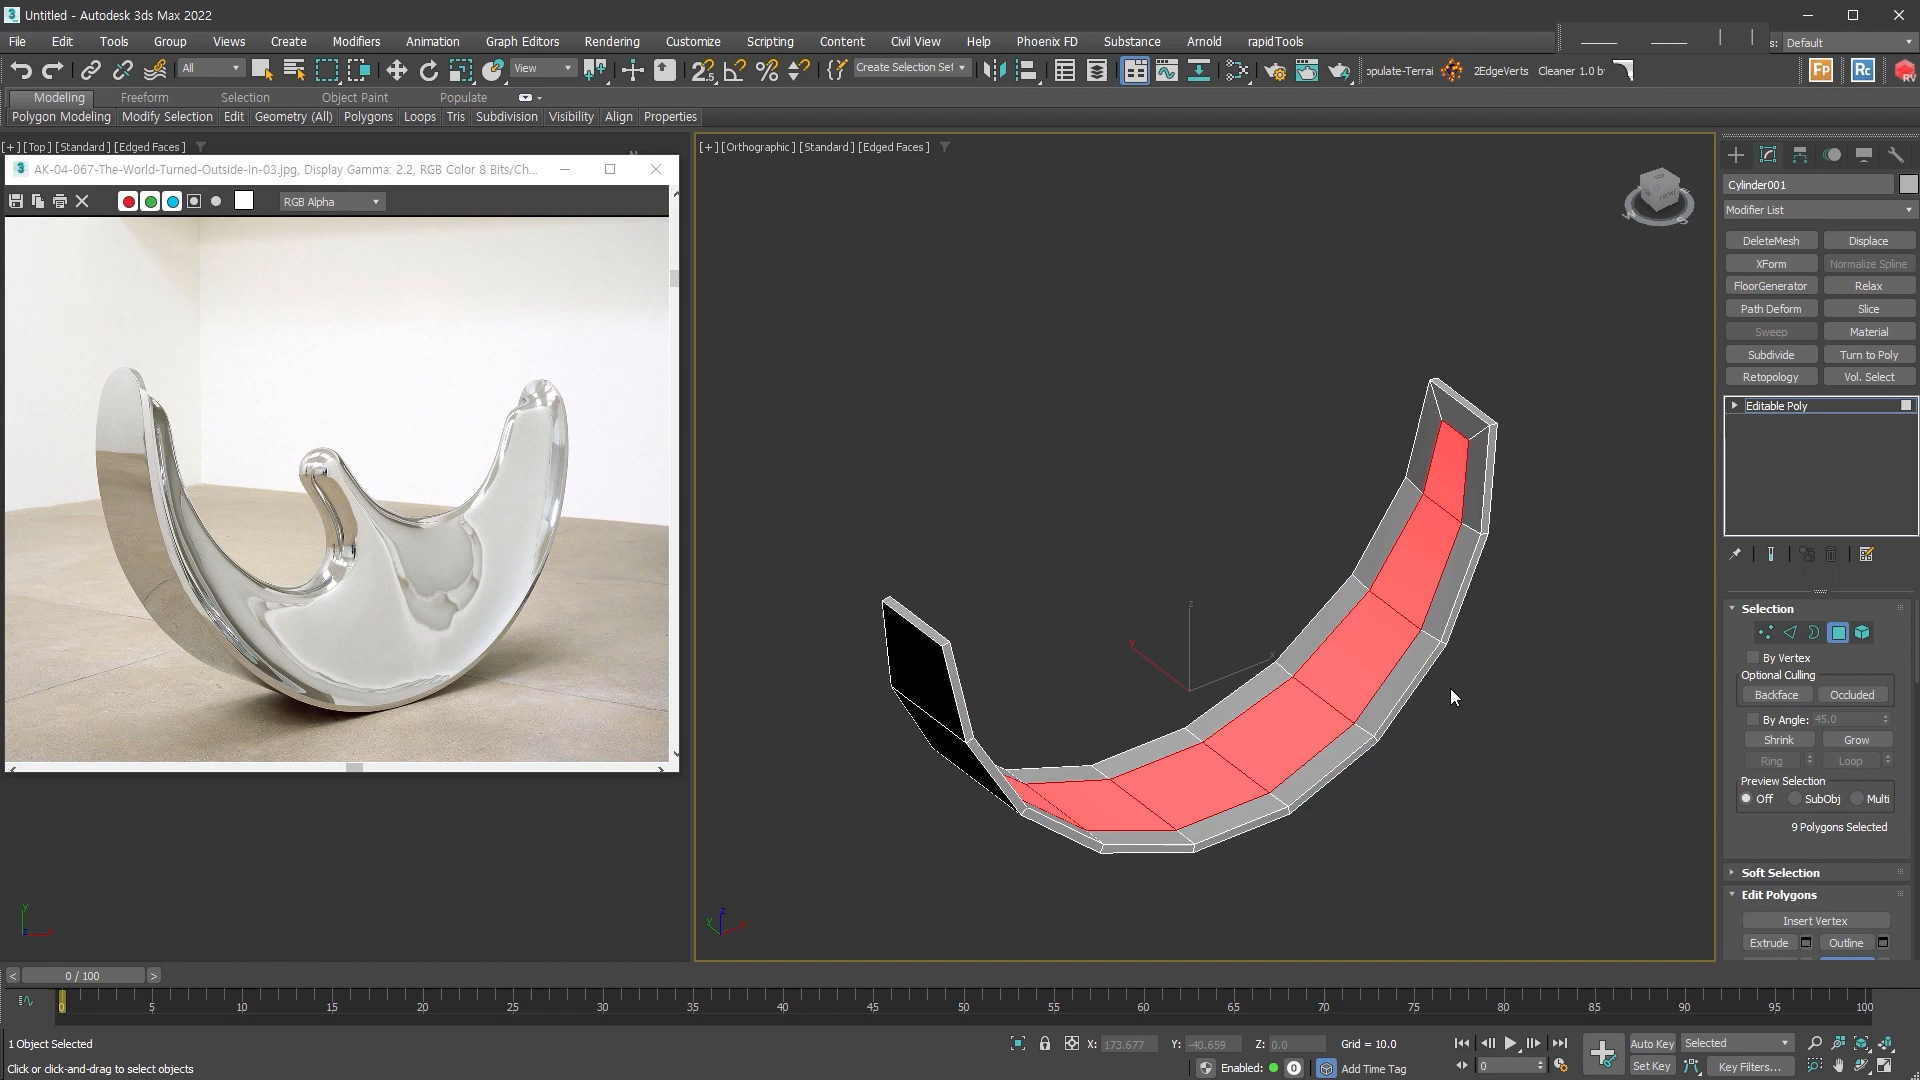 Untitled - Autodesk 3ds Max 2022
File Edit Tools Group Views Create Modifiers Animation Graph Editors Rendering Customize Scripting Content Civil View Help Phoenix FD Substance Arnold rapidTools s: Default
All View Create Selection Set opulate-Terrai 2EdgeVerts Cleaner 1.0 by Fp Rc RV
Modeling Freeform Selection Object Paint Populate
Polygon Modeling Modify Selection Edit Geometry (All) Polygons Loops Tris Subdivision Visibility Align Properties
[+] [Top] [Standard] [Edged Faces]
[+] [Orthographic] [Standard] [Edged Faces]
AK-04-067-The-World-Turned-Outside-In-03.jpg, Display Gamma: 2.2, RGB Color 8 Bits/Ch...
RGB Alpha
Cylinder001
Modifier List
DeleteMesh Displace
XForm Normalize Spline
FloorGenerator Relax
Path Deform Slice
Sweep Material
Subdivide Turn to Poly
Retopology Vol. Select
Editable Poly
Selection
By Vertex
Optional Culling
Backface Occluded
By Angle: 45.0
Shrink Grow
Ring Loop
Preview Selection
Off SubObj Multi
9 Polygons Selected
Soft Selection
Edit Polygons
Insert Vertex
Extrude Outline
z
y
x
y
x
z
y
x
< 0 / 100 >
0 5 10 15 20 25 30 35 40 45 50 55 60 65 70 75 80 85 90 95 100
1 Object Selected
X: 173.677 Y: -40.659 Z: 0.0 Grid = 10.0
Auto Key Selected
Click or click-and-drag to select objects
Enabled: 0 Add Time Tag
0
Set Key Key Filters...